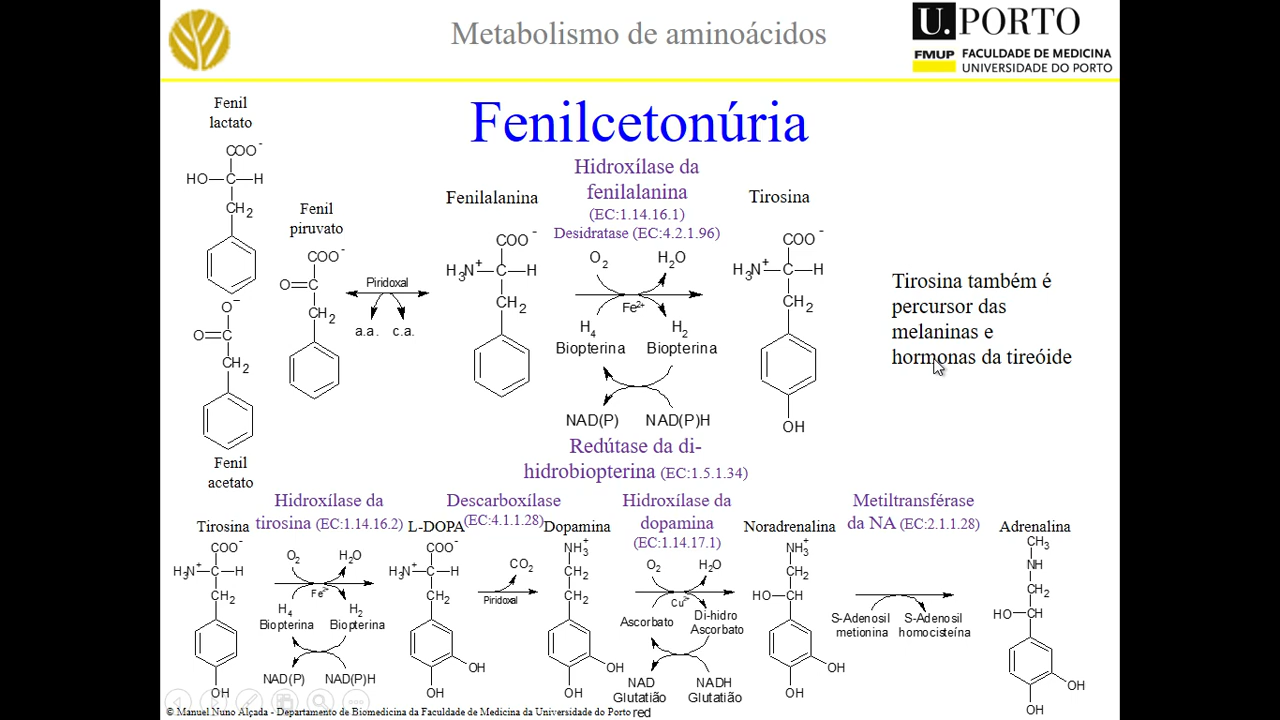 Metabolismo de aminoácidos
U. PORTO
FMUP FACULDADE DE MEDICINA
UNIVERSIDADE DO PORTO
Fenilcetonúria
Fenil
lactato
COO-
HO-C-H
CH2
Fenil
piruvato
COO-
O=C
CH2
Piridoxal
a.a. c.a.
O-
O=C
CH2
Fenil
acetato
Fenilalanina
COO-
H3N+-C-H
CH2
Hidroxílase da
fenilalanina
(EC:1.14.16.1)
Desidratase (EC:4.2.1.96)
O2 H2O
Fe2+
H4 H2
Biopterina Biopterina
NAD(P) NAD(P)H
Redútase da di-
hidrobiopterina (EC:1.5.1.34)
Tirosina
COO-
H3N+-C-H
CH2
OH
Tirosina também é
percursor das
melaninas e
hormonas da tireóide
Tirosina
COO-
H3N+-C-H
CH2
OH
Hidroxílase da
tirosina (EC:1.14.16.2)
O2 H2O
Fe2+
H4 H2
Biopterina Biopterina
NAD(P) NAD(P)H
L-DOPA
COO-
H3N+-C-H
CH2
OH
OH
Descarboxílase
(EC:4.1.1.28)
CO2
Piridoxal
Dopamina
NH3+
CH2
CH2
OH
OH
Hidroxílase da
dopamina
(EC:1.14.17.1)
O2 H2O
Cu2+
Ascorbato Di-hidro
Ascorbato
NAD NADH
Glutatião Glutatião
red
Noradrenalina
NH3+
CH2
HO-CH
OH
OH
Metiltransférase
da NA (EC:2.1.1.28)
S-Adenosil S-Adenosil
metionina homocisteína
Adrenalina
CH3
NH
CH2
HO-CH
OH
OH
© Manuel Nuno Alçada - Departamento de Biomedicina da Faculdade de Medicina da Universidade do Porto